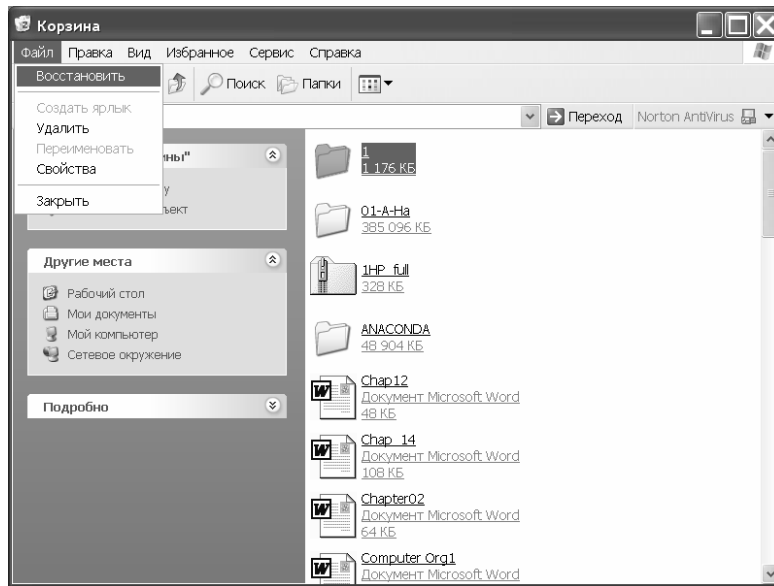 Корзина
Файл Правка Вид Избранное Сервис Справка
Восстановить
Создать ярлык
Удалить
Переименовать
Свойства
Закрыть
Поиск Папки
Переход Norton AntiVirus
ины"
у
ъект
Другие места
Рабочий стол
Мои документы
Мой компьютер
Сетевое окружение
Подробно
1
1 176 КБ
01-A-Ha
385 096 КБ
1HP_full
328 КБ
ANACONDA
48 904 КБ
Chap12
Документ Microsoft Word
48 КБ
Chap_14
Документ Microsoft Word
108 КБ
Chapter02
Документ Microsoft Word
64 КБ
Computer Org1
Документ Microsoft Word